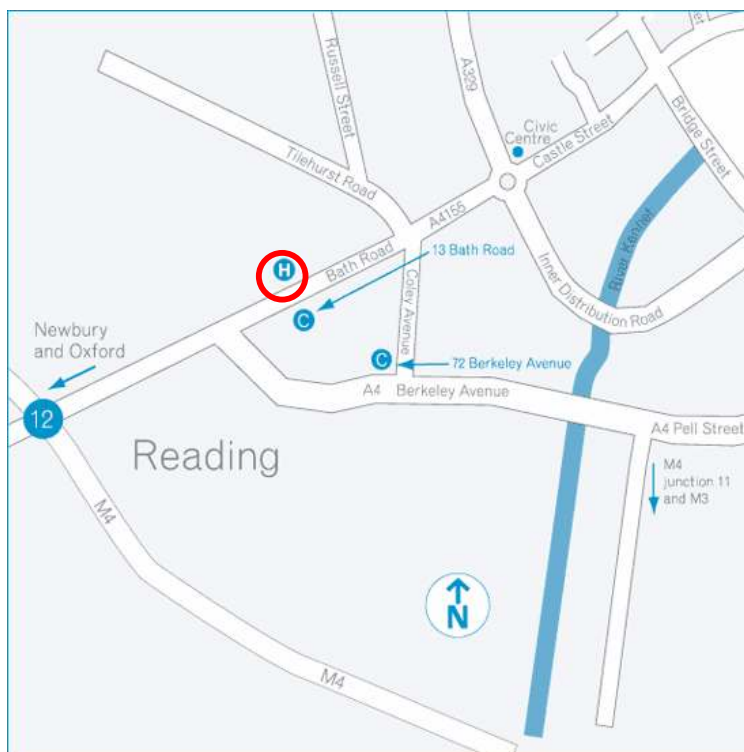 Russell Street
A329
Bridge Street
Civic
Centre
Castle Street
Tilehurst Road
A4155
River Kennet
13 Bath Road
H
Bath Road
Coley Avenue
Inner Distribution Road
C
Newbury
and Oxford
C
72 Berkeley Avenue
A4 Berkeley Avenue
12
A4 Pell Street
Reading
M4
junction 11
and M3
M4
N
M4